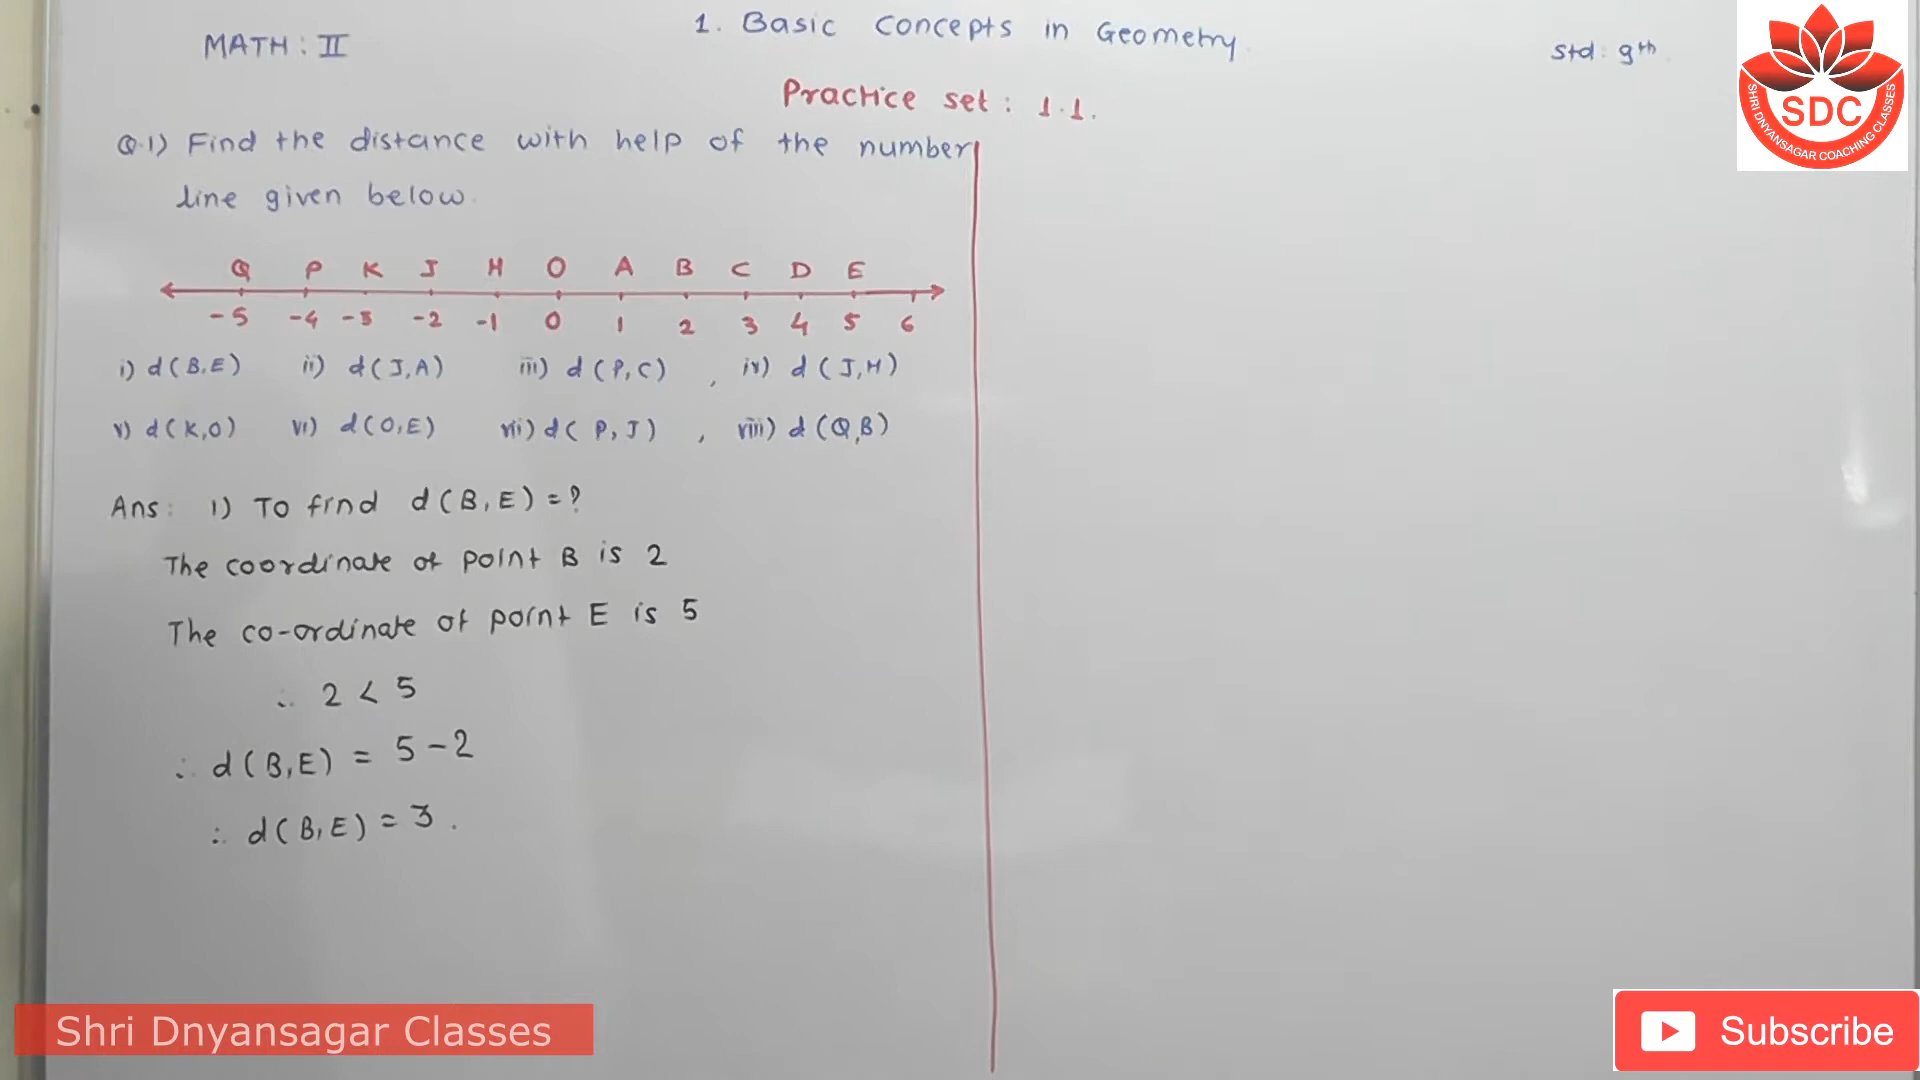 MATH : II
1. Basic Concepts in Geometry.
Std : 9th.
Practice set : 1.1.
Q.1) Find the distance with help of the number
line given below.
Q P K J H O A B C D E
-5 -4 -3 -2 -1 0 1 2 3 4 5 6
i) d(B,E) ii) d(J,A) iii) d(P,C) , iv) d(J,H)
v) d(K,O) vi) d(O,E) vii) d(P,J) , viii) d(Q,B)
Ans: 1) To find d(B,E) = ?
The coordinate of point B is 2
The co-ordinate of point E is 5
∴ 2 < 5
∴ d(B,E) = 5-2
∴ d(B,E) = 3.
SDC
SHRI DNYANSAGAR COACHING CLASSES
Shri Dnyansagar Classes
Subscribe